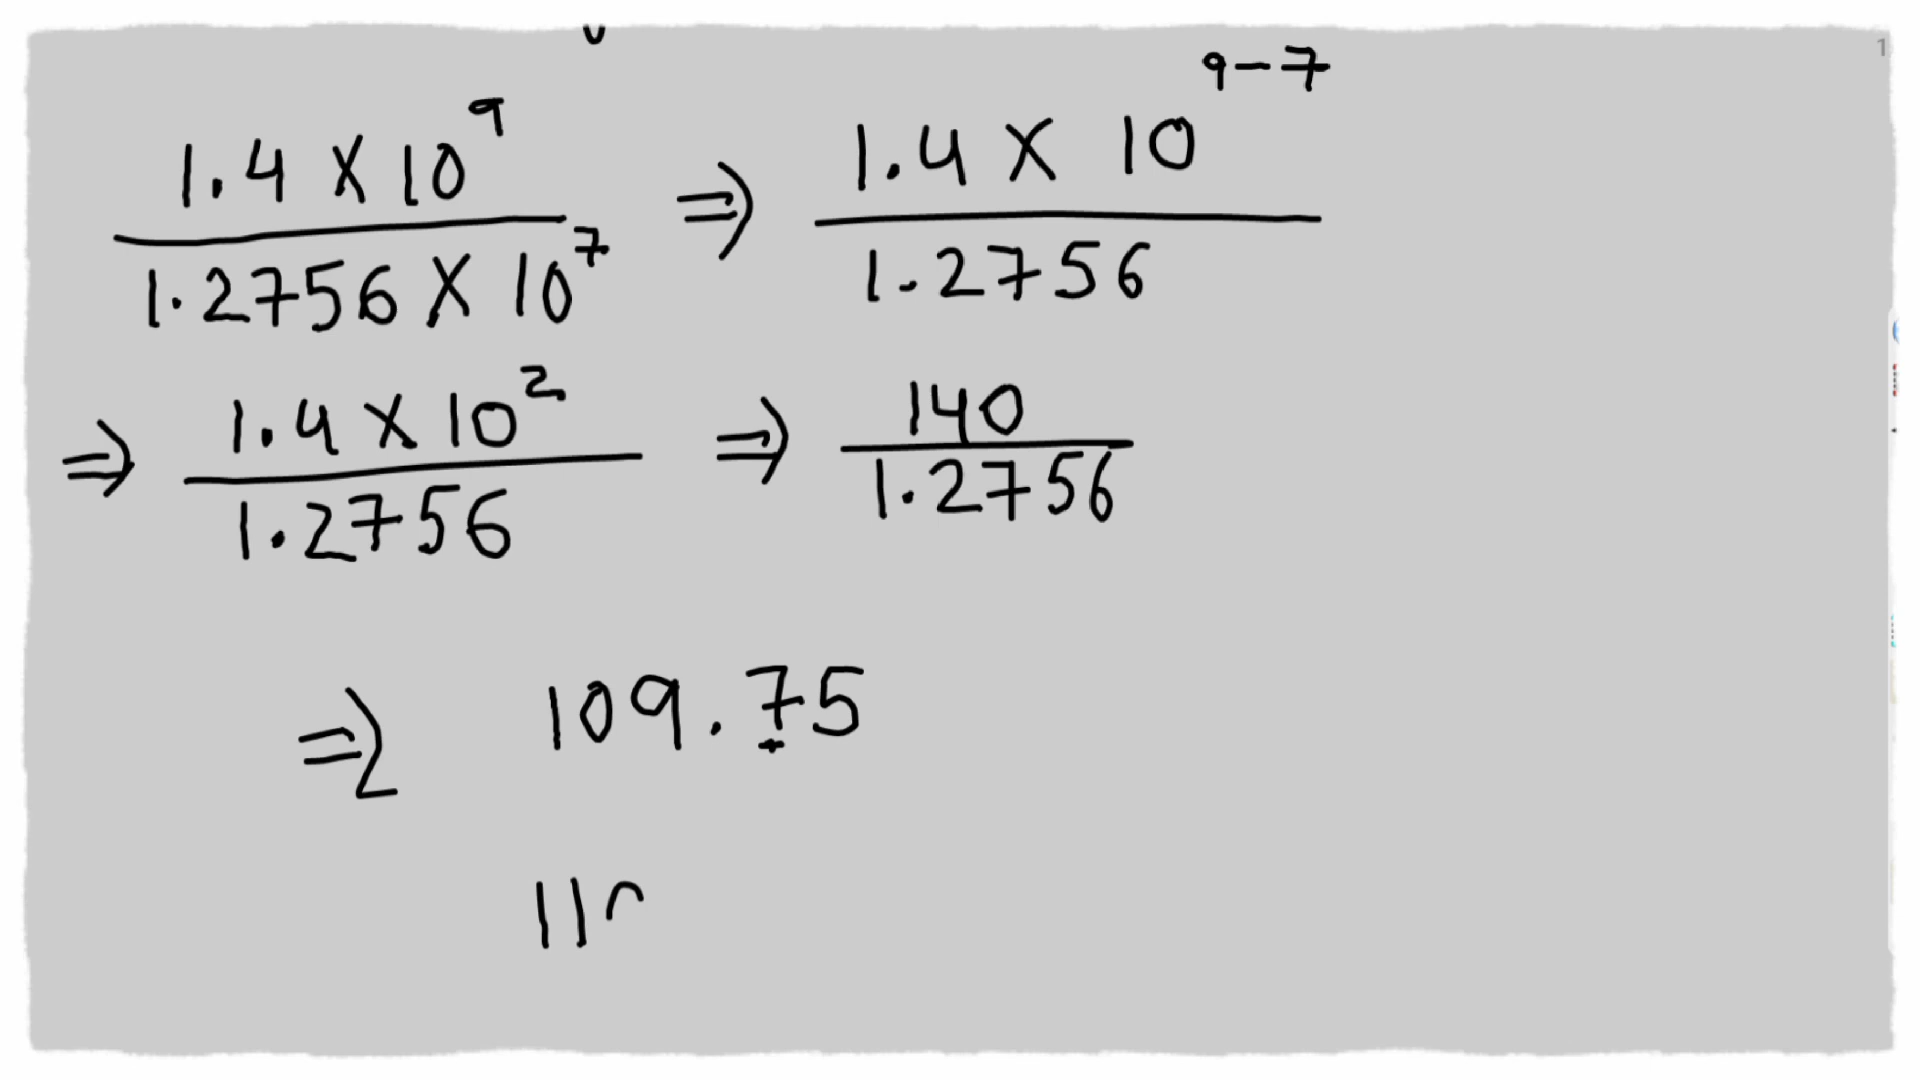 1.4 X 10^9 / 1.2756 X 10^7 ⇒ 1.4 X 10^9-7 / 1.2756
⇒ 1.4 X 10^2 / 1.2756 ⇒ 140 / 1.2756
⇒ 109.75
11
1